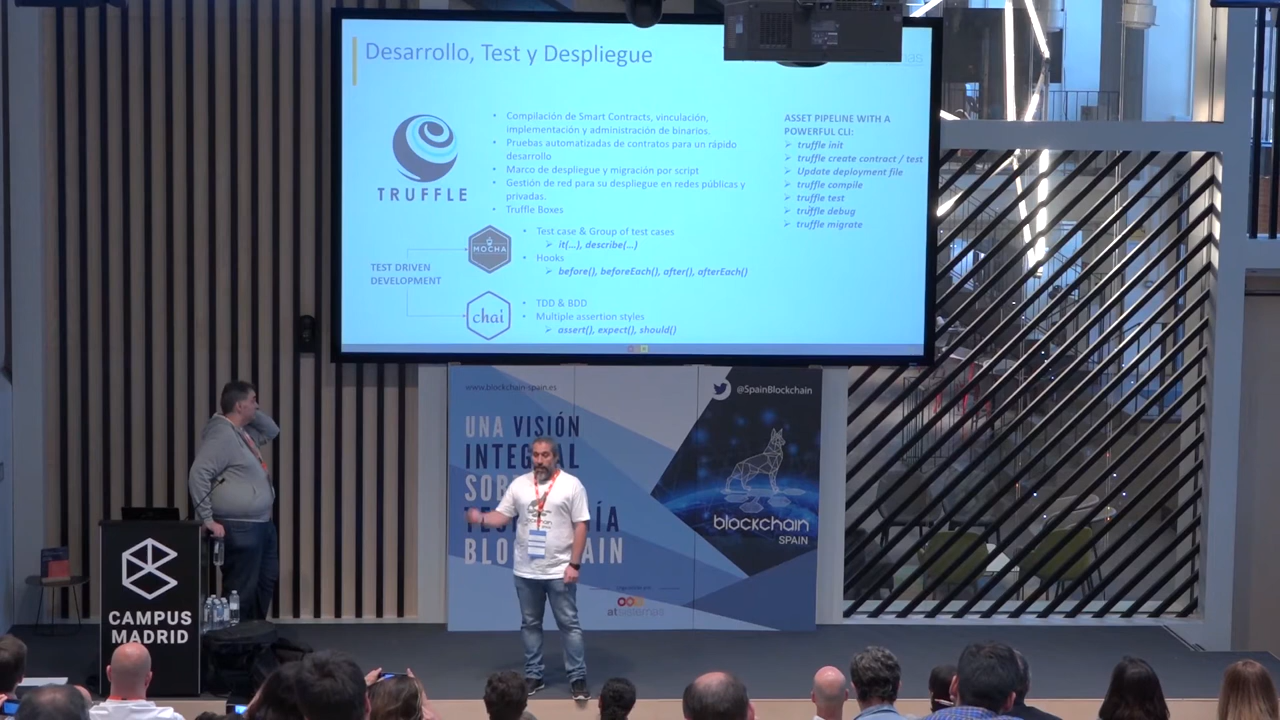 Desarrollo, Test y Despliegue
TRUFFLE
• Compilación de Smart Contracts, vinculación,
implementación y administración de binarios.
• Pruebas automatizadas de contratos para un rápido
desarrollo
• Marco de despliegue y migración por script
• Gestión de red para su despliegue en redes públicas y
privadas.
• Truffle Boxes
ASSET PIPELINE WITH A
POWERFUL CLI:
➢ truffle init
➢ truffle create contract / test
➢ Update deployment file
➢ truffle compile
➢ truffle test
➢ truffle debug
➢ truffle migrate
TEST DRIVEN
DEVELOPMENT
MOCHA
• Test case & Group of test cases
➢ it(...), describe(...)
• Hooks
➢ before(), beforeEach(), after(), afterEach()
chai
• TDD & BDD
• Multiple assertion styles
➢ assert(), expect(), should()
www.blockchain-spain.es
@SpainBlockchain
UNA VISIÓN
INTEGRAL
blockchain
SPAIN
atsistemas
CAMPUS
MADRID